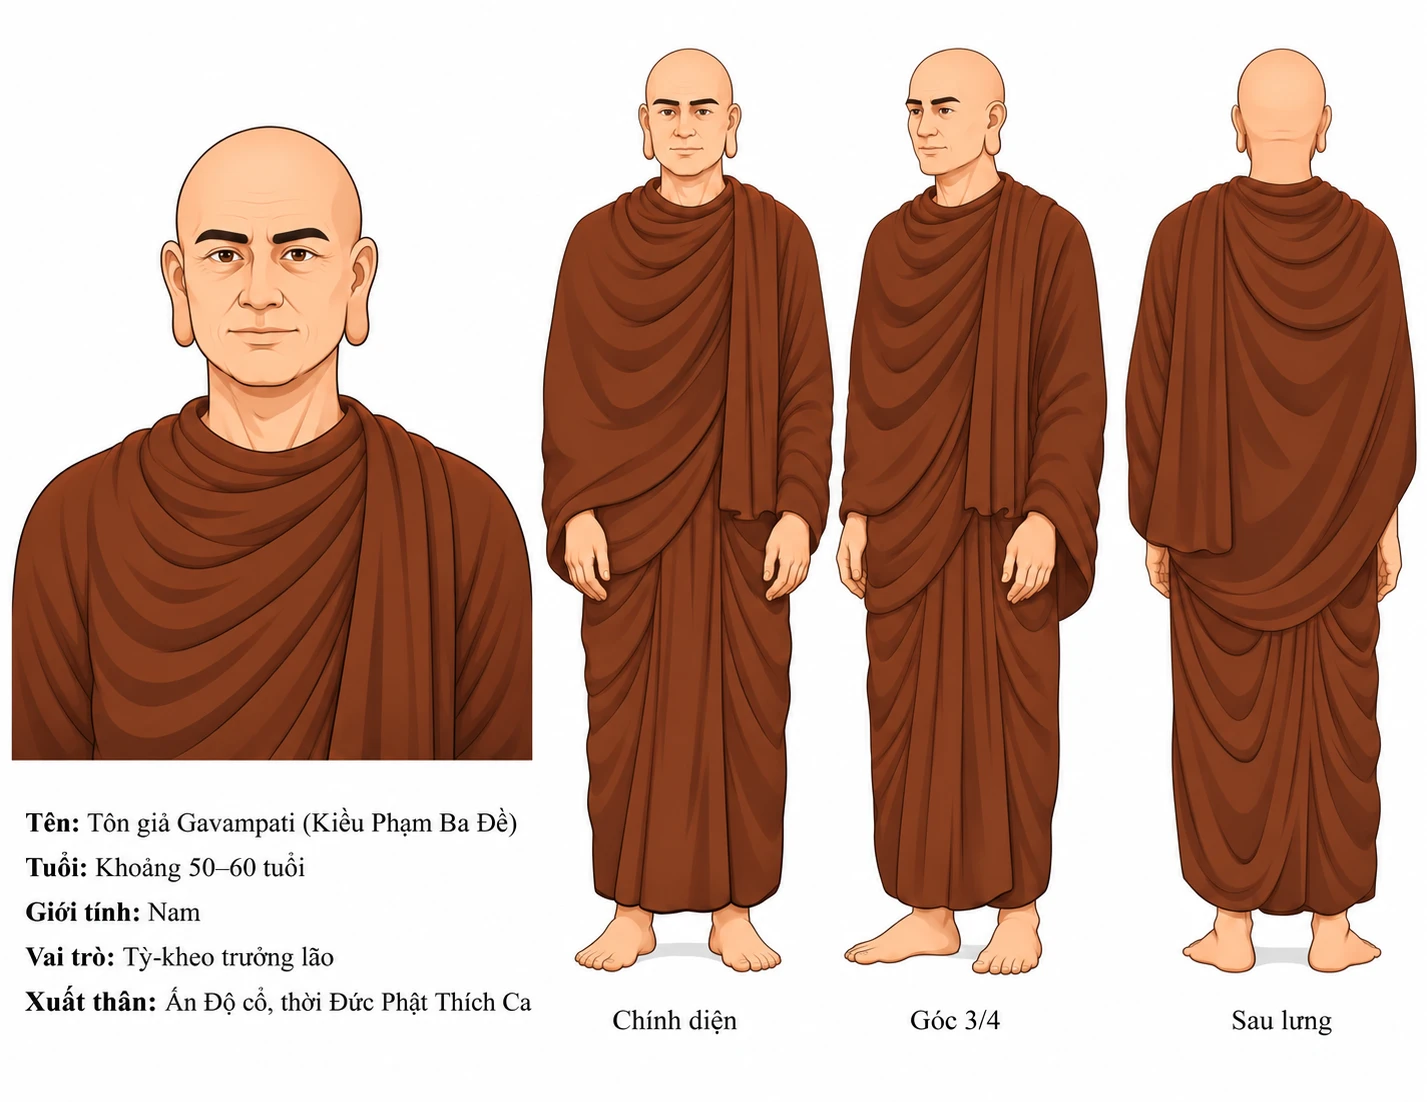 Tên: Tôn giả Gavampati (Kiều Phạm Ba Đề)
Tuổi: Khoảng 50–60 tuổi
Giới tính: Nam
Vai trò: Tỳ-kheo trưởng lão
Xuất thân: Ấn Độ cổ, thời Đức Phật Thích Ca
Chính diện
Góc 3/4
Sau lưng